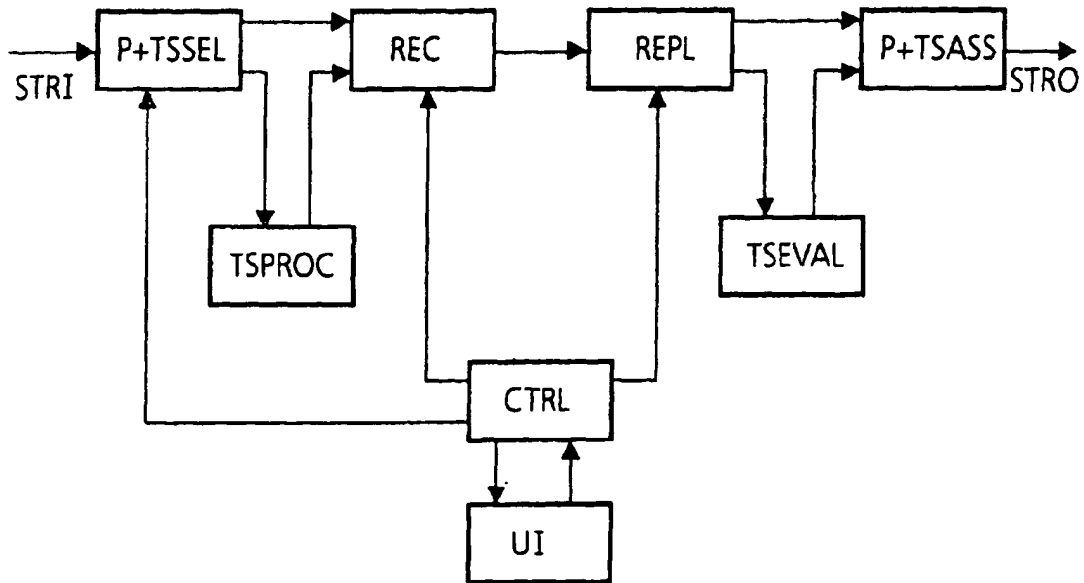 P+TSSEL
REC
REPL
P+TSASS
STRI
STRO
TSPROC
TSEVAL
CTRL
UI